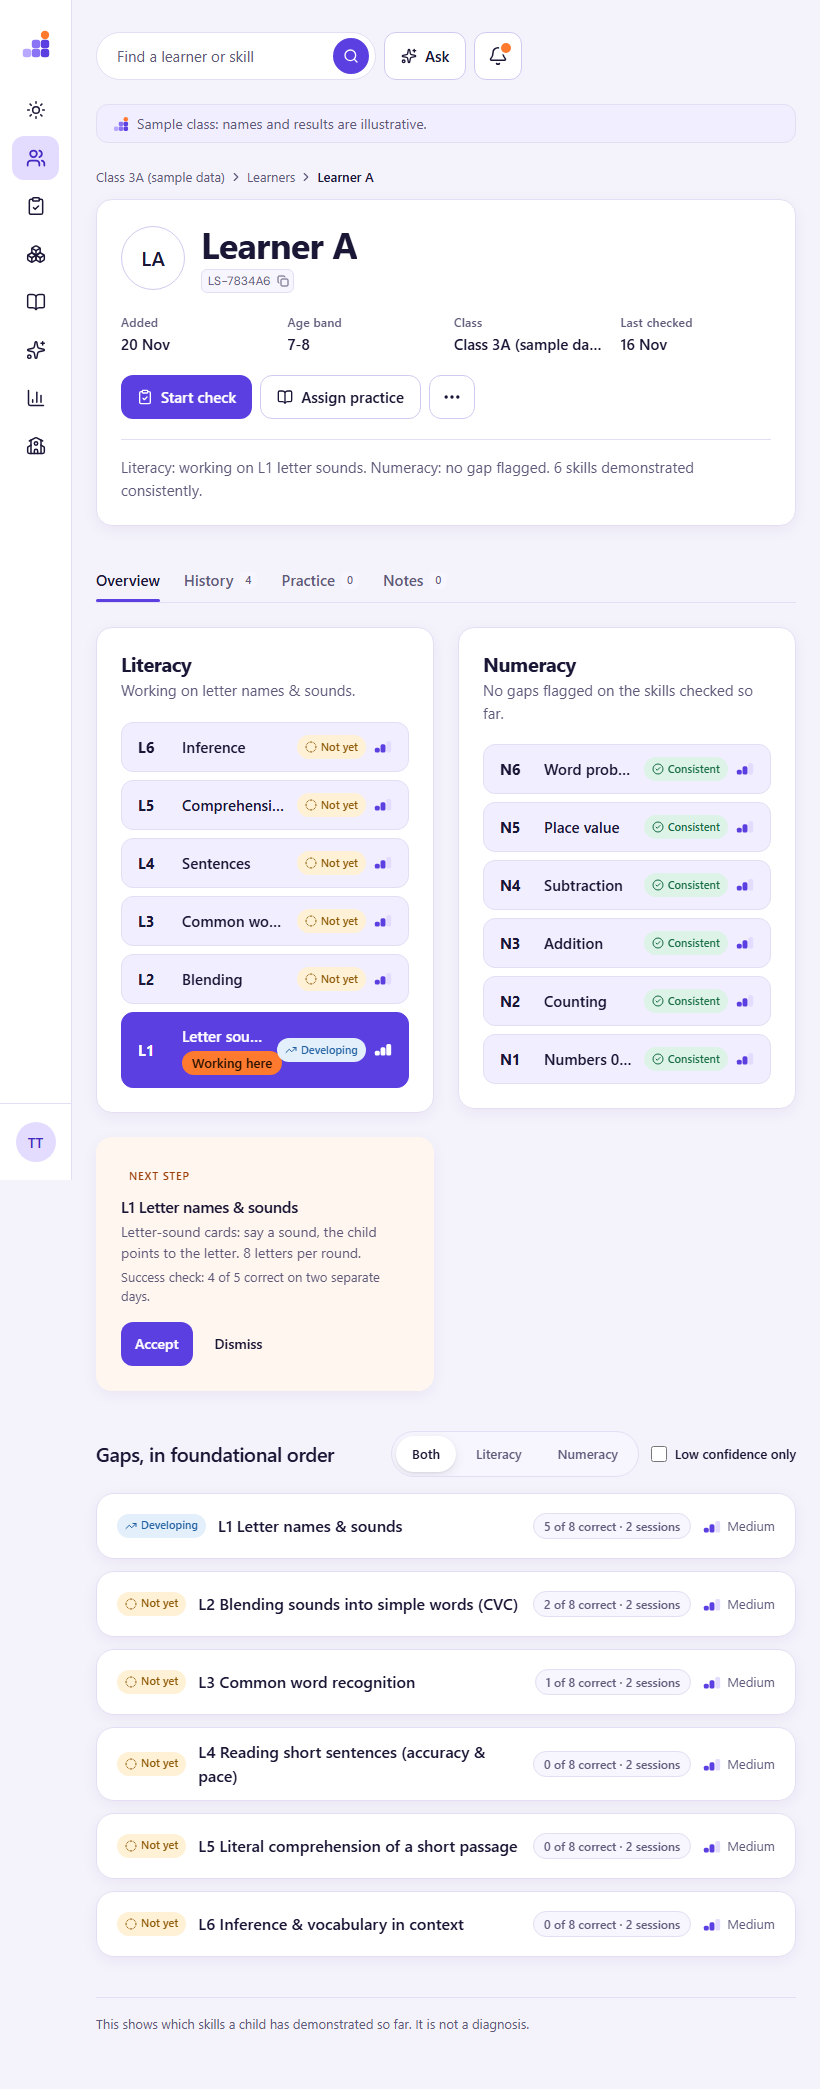 Find a learner or skill
Ask
Sample class: names and results are illustrative.
Class 3A (sample data) > Learners > Learner A
LA
Learner A
LS-7834A6
Added
20 Nov
Age band
7-8
Class
Class 3A (sample da...
Last checked
16 Nov
Start check
Assign practice
Literacy: working on L1 letter sounds. Numeracy: no gap flagged. 6 skills demonstrated
consistently.
Overview
History 4
Practice 0
Notes 0
Literacy
Working on letter names & sounds.
L6 Inference Not yet
L5 Comprehensi... Not yet
L4 Sentences Not yet
L3 Common wo... Not yet
L2 Blending Not yet
L1 Letter sou... Working here Developing
Numeracy
No gaps flagged on the skills checked so
far.
N6 Word prob... Consistent
N5 Place value Consistent
N4 Subtraction Consistent
N3 Addition Consistent
N2 Counting Consistent
N1 Numbers 0... Consistent
TT
NEXT STEP
L1 Letter names & sounds
Letter-sound cards: say a sound, the child
points to the letter. 8 letters per round.
Success check: 4 of 5 correct on two separate
days.
Accept
Dismiss
Gaps, in foundational order
Both
Literacy
Numeracy
Low confidence only
Developing L1 Letter names & sounds 5 of 8 correct · 2 sessions Medium
Not yet L2 Blending sounds into simple words (CVC) 2 of 8 correct · 2 sessions Medium
Not yet L3 Common word recognition 1 of 8 correct · 2 sessions Medium
Not yet L4 Reading short sentences (accuracy &
pace) 0 of 8 correct · 2 sessions Medium
Not yet L5 Literal comprehension of a short passage 0 of 8 correct · 2 sessions Medium
Not yet L6 Inference & vocabulary in context 0 of 8 correct · 2 sessions Medium
This shows which skills a child has demonstrated so far. It is not a diagnosis.